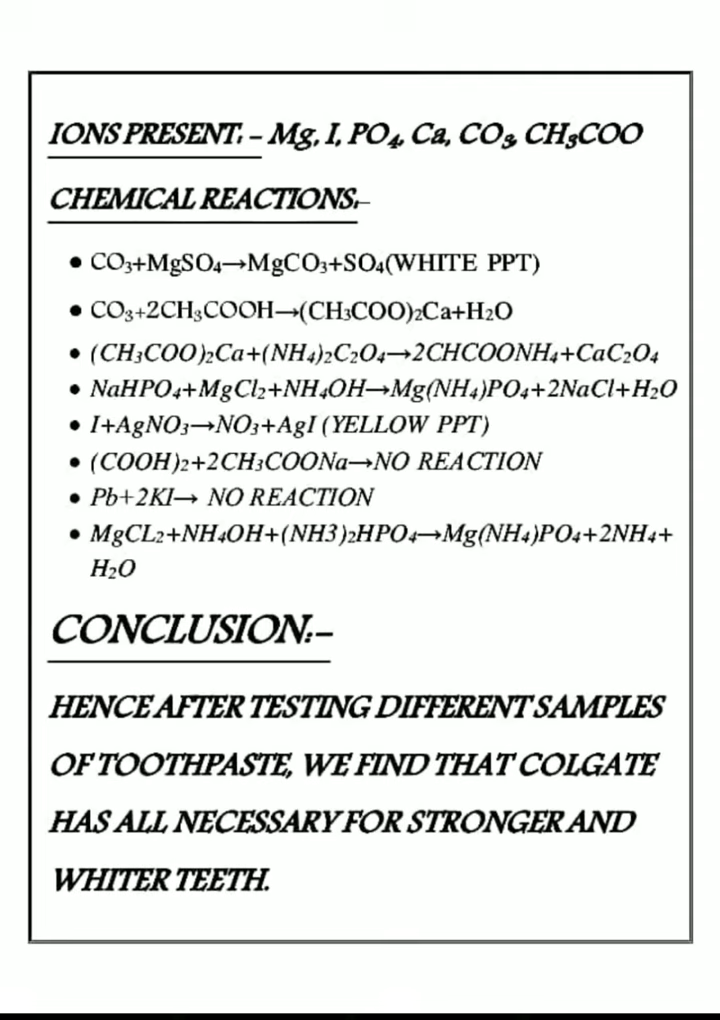 IONS PRESENT: – Mg, I, PO₄, Ca, CO₃, CH₃COO
CHEMICAL REACTIONS:–
• CO₃+MgSO₄→MgCO₃+SO₄(WHITE PPT)
• CO₃+2CH₃COOH→(CH₃COO)₂Ca+H₂O
• (CH₃COO)₂Ca+(NH₄)₂C₂O₄→2CHCOONH₄+CaC₂O₄
• NaHPO₄+MgCl₂+NH₄OH→Mg(NH₄)PO₄+2NaCl+H₂O
• I+AgNO₃→NO₃+AgI (YELLOW PPT)
• (COOH)₂+2CH₃COONa→NO REACTION
• Pb+2KI→ NO REACTION
• MgCL₂+NH₄OH+(NH3)₂HPO₄→Mg(NH₄)PO₄+2NH₄+
H₂O
CONCLUSION:–
HENCE AFTER TESTING DIFFERENT SAMPLES
OF TOOTHPASTE, WE FIND THAT COLGATE
HAS ALL NECESSARY FOR STRONGER AND
WHITER TEETH.